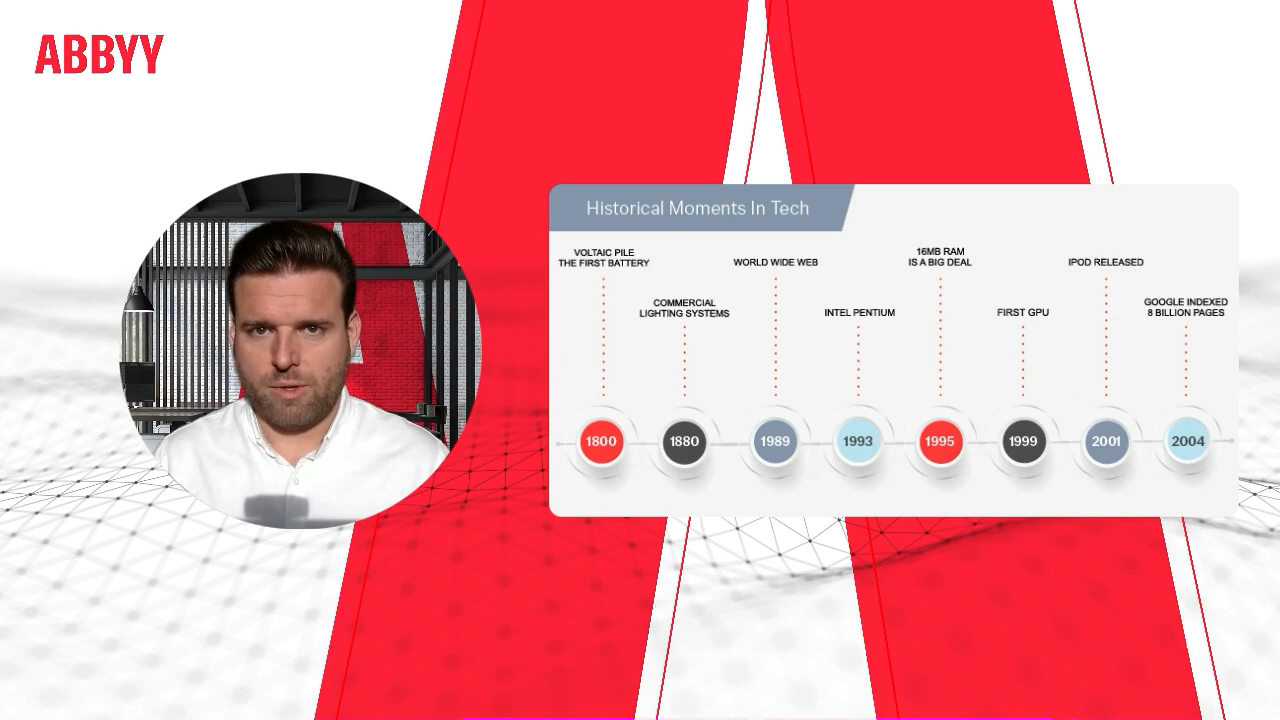 ABBYY
Historical Moments In Tech
VOLTAIC PILE
THE FIRST BATTERY
COMMERCIAL
LIGHTING SYSTEMS
WORLD WIDE WEB
INTEL PENTIUM
16MB RAM
IS A BIG DEAL
FIRST GPU
IPOD RELEASED
GOOGLE INDEXED
8 BILLION PAGES
1800
1880
1989
1993
1995
1999
2001
2004